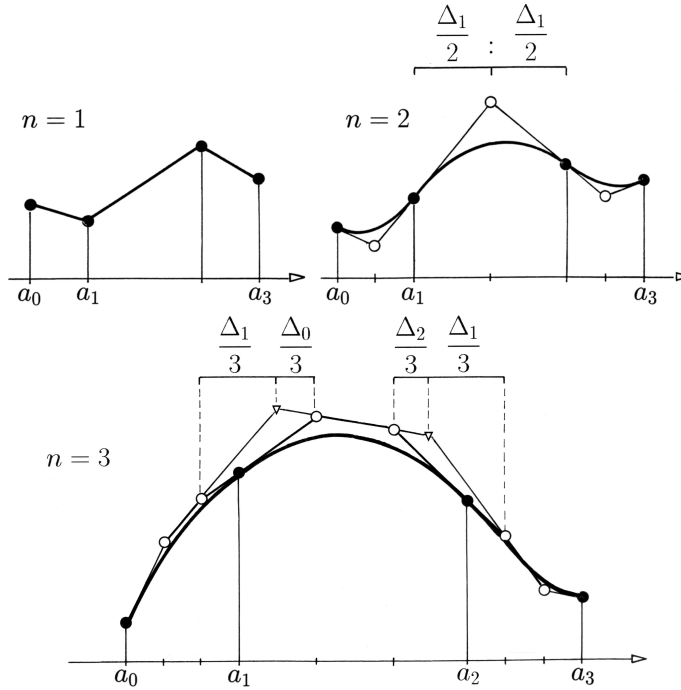 n = 1
a₀ a₁ a₃
Δ₁/2 : Δ₁/2
n = 2
a₀ a₁ a₃
Δ₁/3 Δ₀/3 Δ₂/3 Δ₁/3
n = 3
a₀ a₁ a₂ a₃